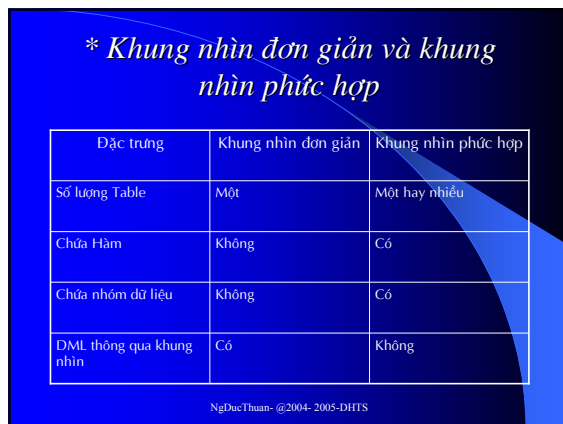 * Khung nhìn đơn giản và khung
nhìn phức hợp
Đặc trưng Khung nhìn đơn giản Khung nhìn phức hợp
Số lượng Table Một Một hay nhiều
Chứa Hàm Không Có
Chứa nhóm dữ liệu Không Có
DML thông qua khung Có Không
nhìn
NgDucThuan- @2004- 2005-DHTS